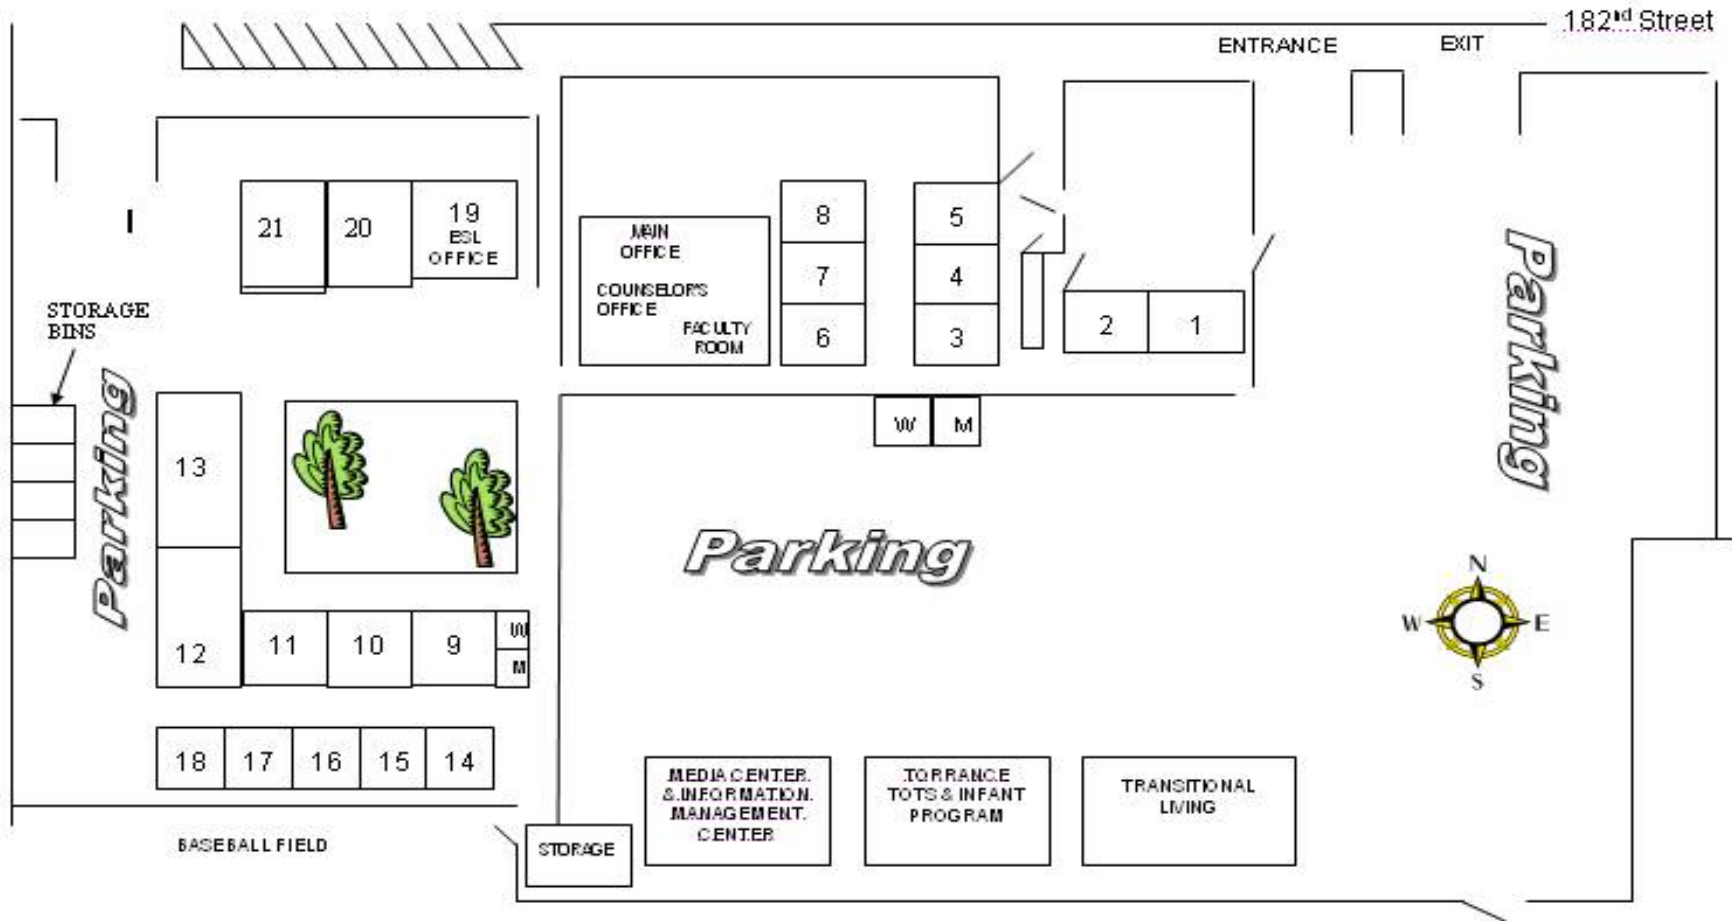 182nd Street
ENTRANCE
EXIT
21
20
19
ESL
OFFICE
MAIN
OFFICE
COUNSELOR'S
OFFICE
FACULTY
ROOM
8
7
6
5
4
3
2
1
Parking
STORAGE
BINS
Parking
W
M
13
Parking
N
W
E
S
12
11
10
9
W
M
18
17
16
15
14
MEDIA CENTER
& INFORMATION
MANAGEMENT
CENTER
TORRANCE
TOTS & INFANT
PROGRAM
TRANSITIONAL
LIVING
BASEBALL FIELD
STORAGE